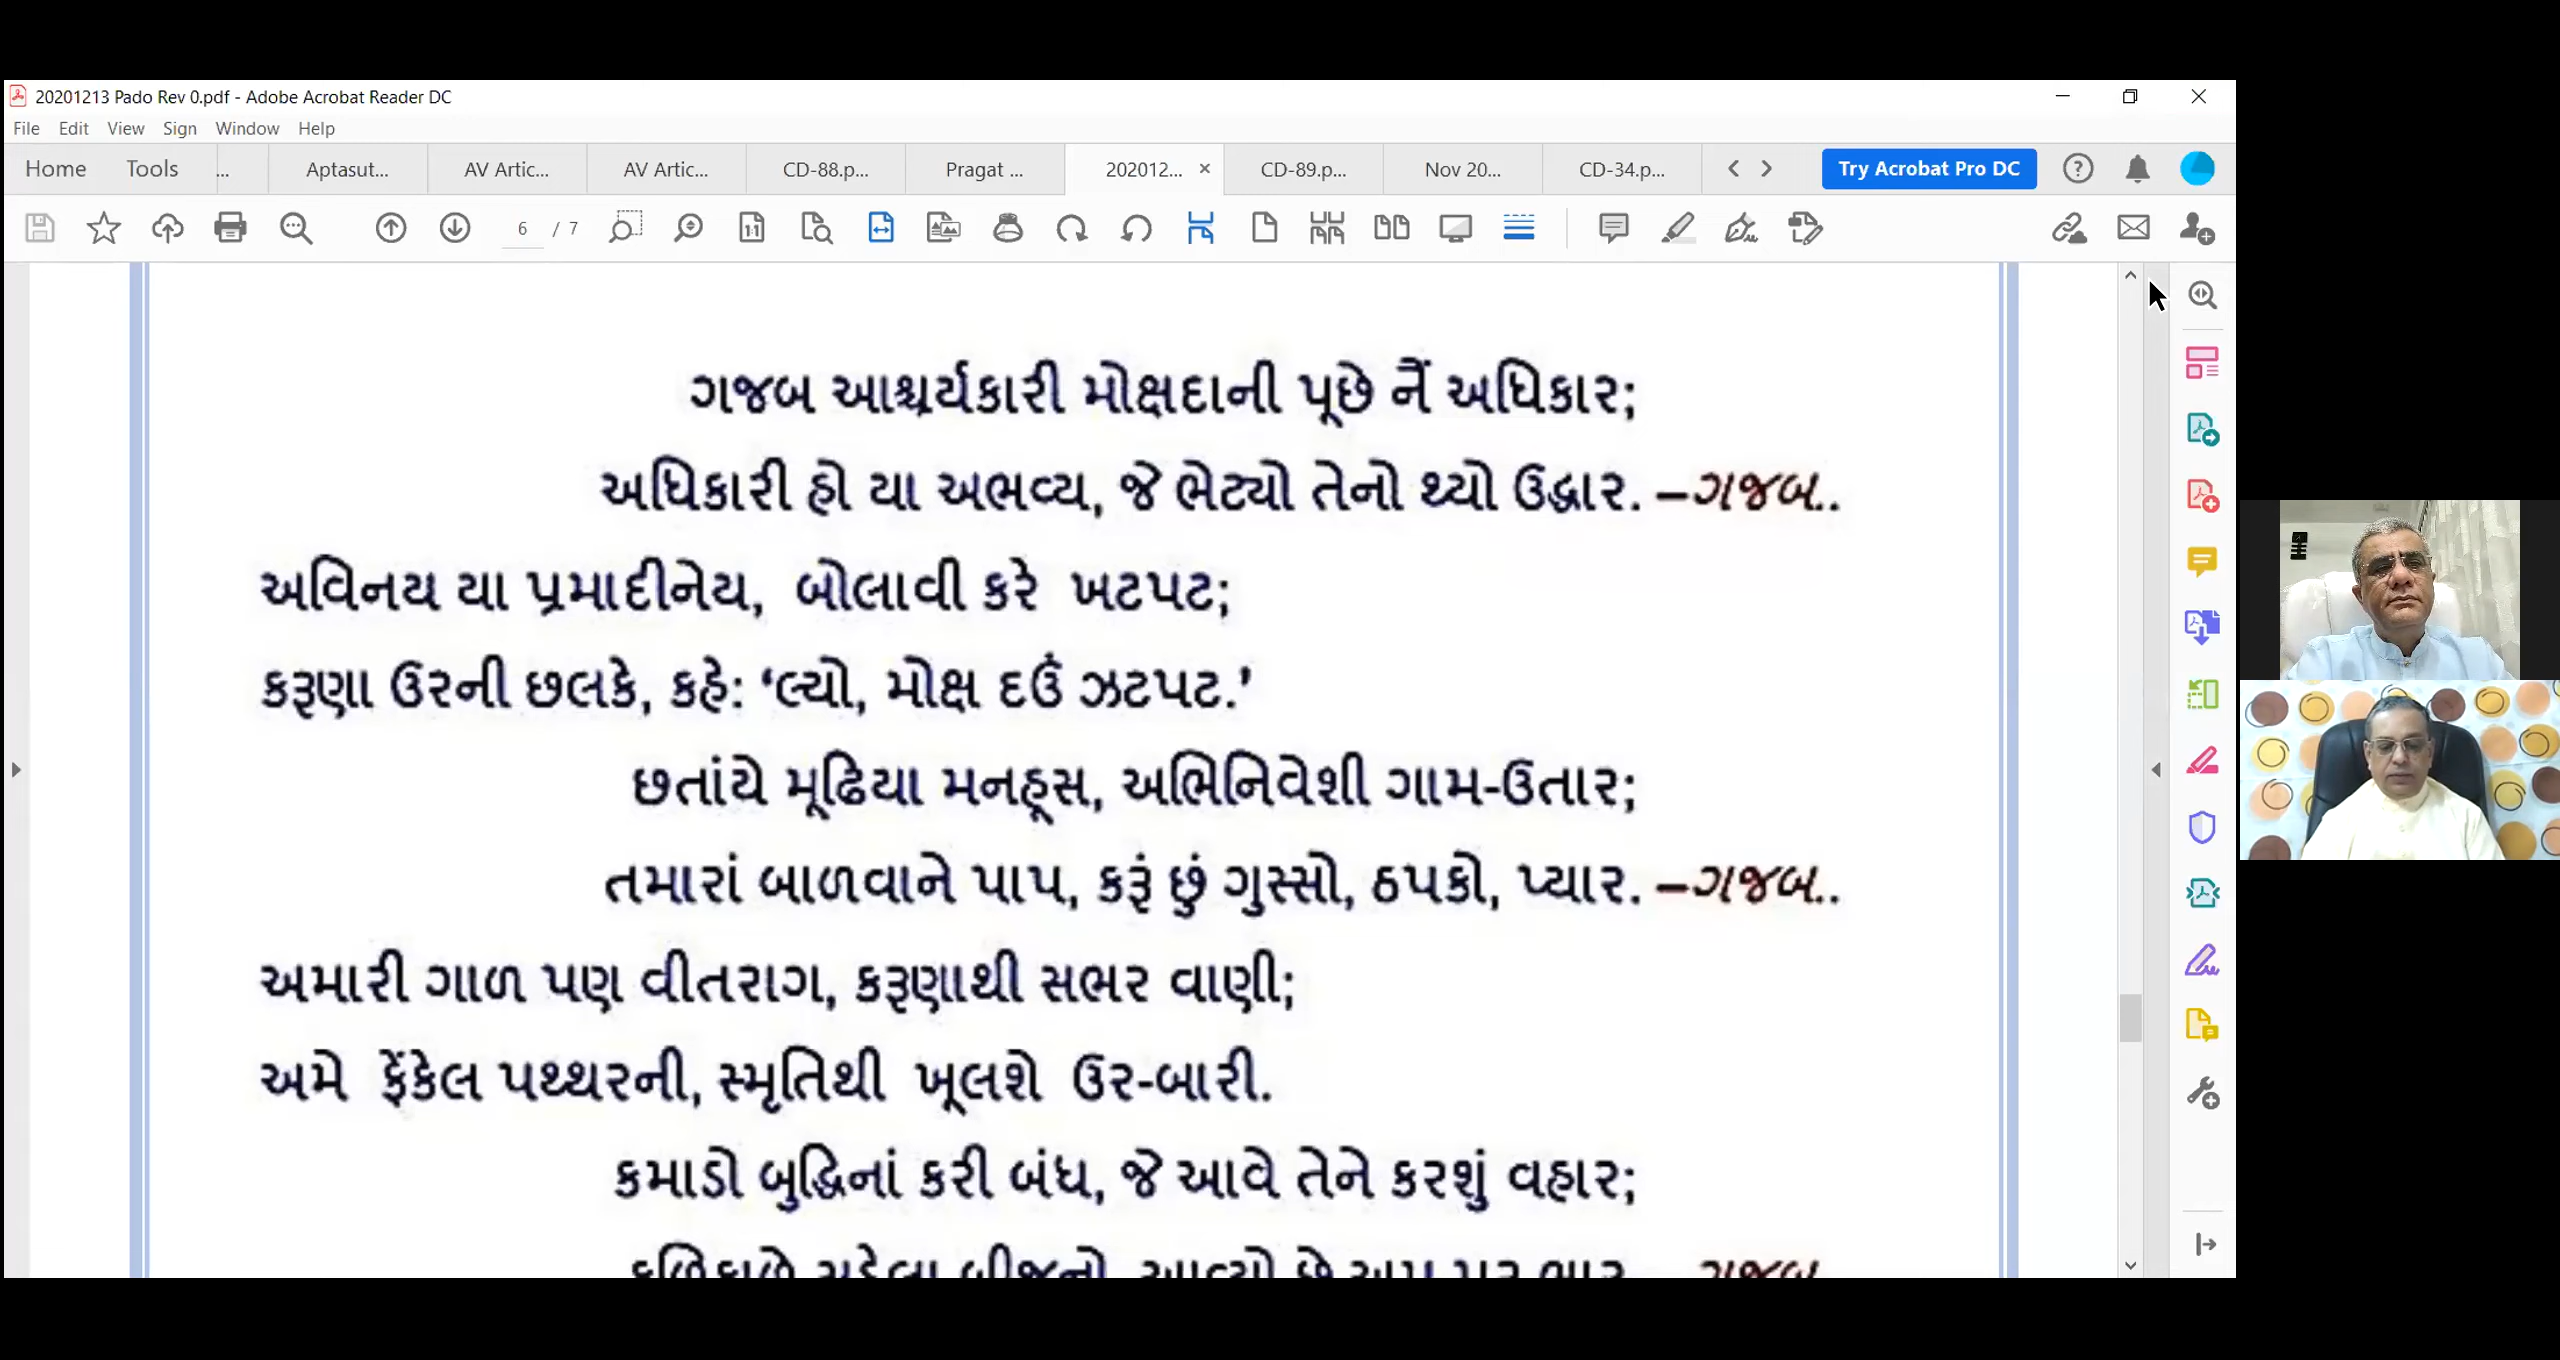 20201213 Pado Rev 0.pdf - Adobe Acrobat Reader DC
File Edit View Sign Window Help
Home Tools ... Aptasut... AV Artic... AV Artic... CD-88.p... Pragat ... 202012... CD-89.p... Nov 20... CD-34.p... Try Acrobat Pro DC
6 / 7
ગજબ આશ્ચર્યકારી મોક્ષદાની પૂછે નૈં અધિકાર;
અધિકારી હો યા અભવ્ય, જે ભેટ્યો તેનો થ્યો ઉદ્ધાર. –ગજબ..
અવિનય યા પ્રમાદીનેય, બોલાવી કરે ખટપટ;
કરૂણા ઉરની છલકે, કહે: ‘લ્યો, મોક્ષ દઉં ઝટપટ.’
છતાંયે મૂઢિયા મનહૂસ, અભિનિવેશી ગામ-ઉતાર;
તમારાં બાળવાને પાપ, કરૂં છું ગુસ્સો, ઠપકો, પ્યાર. –ગજબ..
અમારી ગાળ પણ વીતરાગ, કરૂણાથી સભર વાણી;
અમે ફેંકેલ પથ્થરની, સ્મૃતિથી ખૂલશે ઉર-બારી.
કમાડો બુદ્ધિનાં કરી બંધ, જે આવે તેને કરશું વહાર;